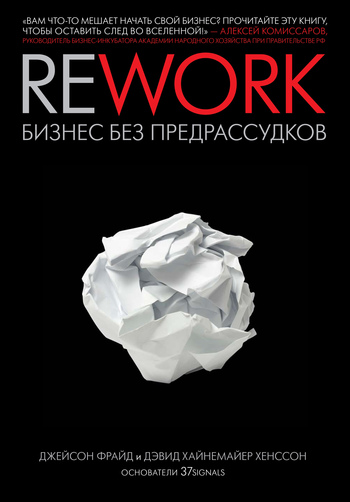 «ВАМ ЧТО-ТО МЕШАЕТ НАЧАТЬ СВОЙ БИЗНЕС? ПРОЧИТАЙТЕ ЭТУ КНИГУ,
ЧТОБЫ ОСТАВИТЬ СЛЕД ВО ВСЕЛЕННОЙ!» — АЛЕКСЕЙ КОМИССАРОВ,
РУКОВОДИТЕЛЬ БИЗНЕС-ИНКУБАТОРА АКАДЕМИИ НАРОДНОГО ХОЗЯЙСТВА ПРИ ПРАВИТЕЛЬСТВЕ РФ
REWORK
БИЗНЕС БЕЗ ПРЕДРАССУДКОВ
ДЖЕЙСОН ФРАЙД И ДЭВИД ХАЙНЕМАЙЕР ХЕНССОН
ОСНОВАТЕЛИ 37SIGNALS